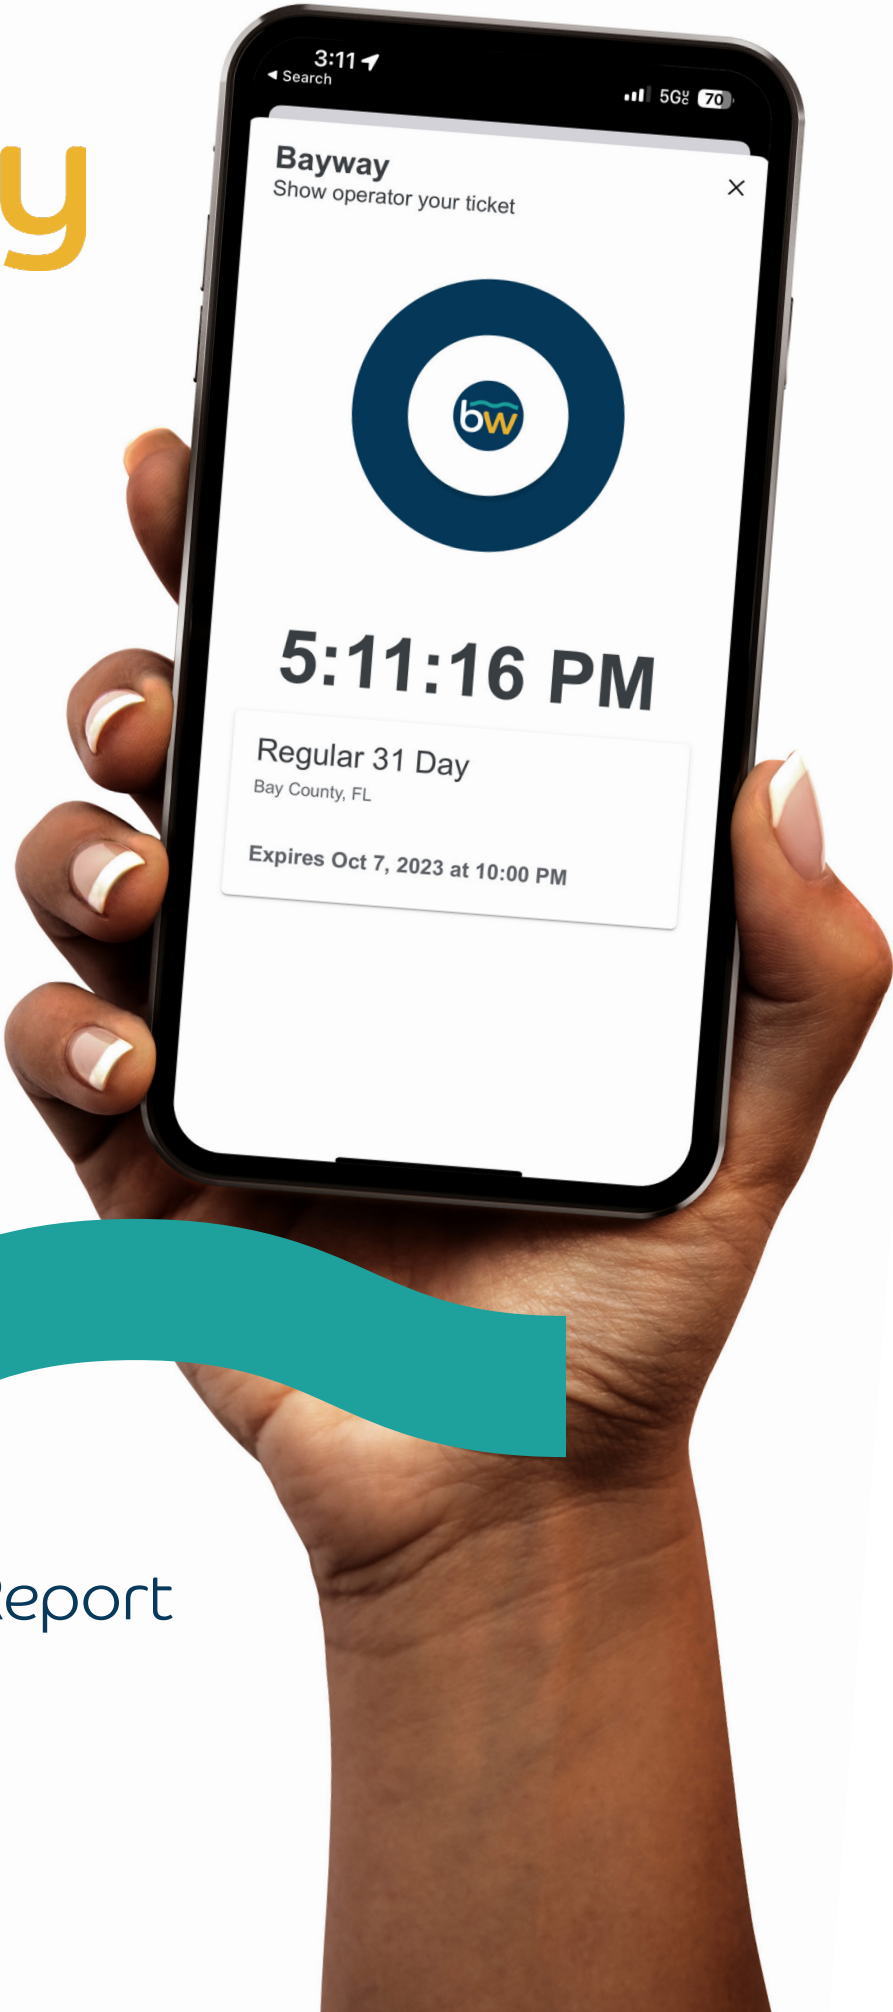 3:11
◀ Search
5G 70
y
Bayway
Show operator your ticket
bw
5:11:16 PM
Regular 31 Day
Bay County, FL
Expires Oct 7, 2023 at 10:00 PM
eport